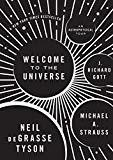 NEW YORK TIMES BESTSELLER
AN
ASTROPHYSICAL
TOUR
WELCOME TO THE
UNIVERSE
J. RICHARD
GOTT
MICHAEL A.
STRAUSS
NEIL
DEGRASSE
TYSON